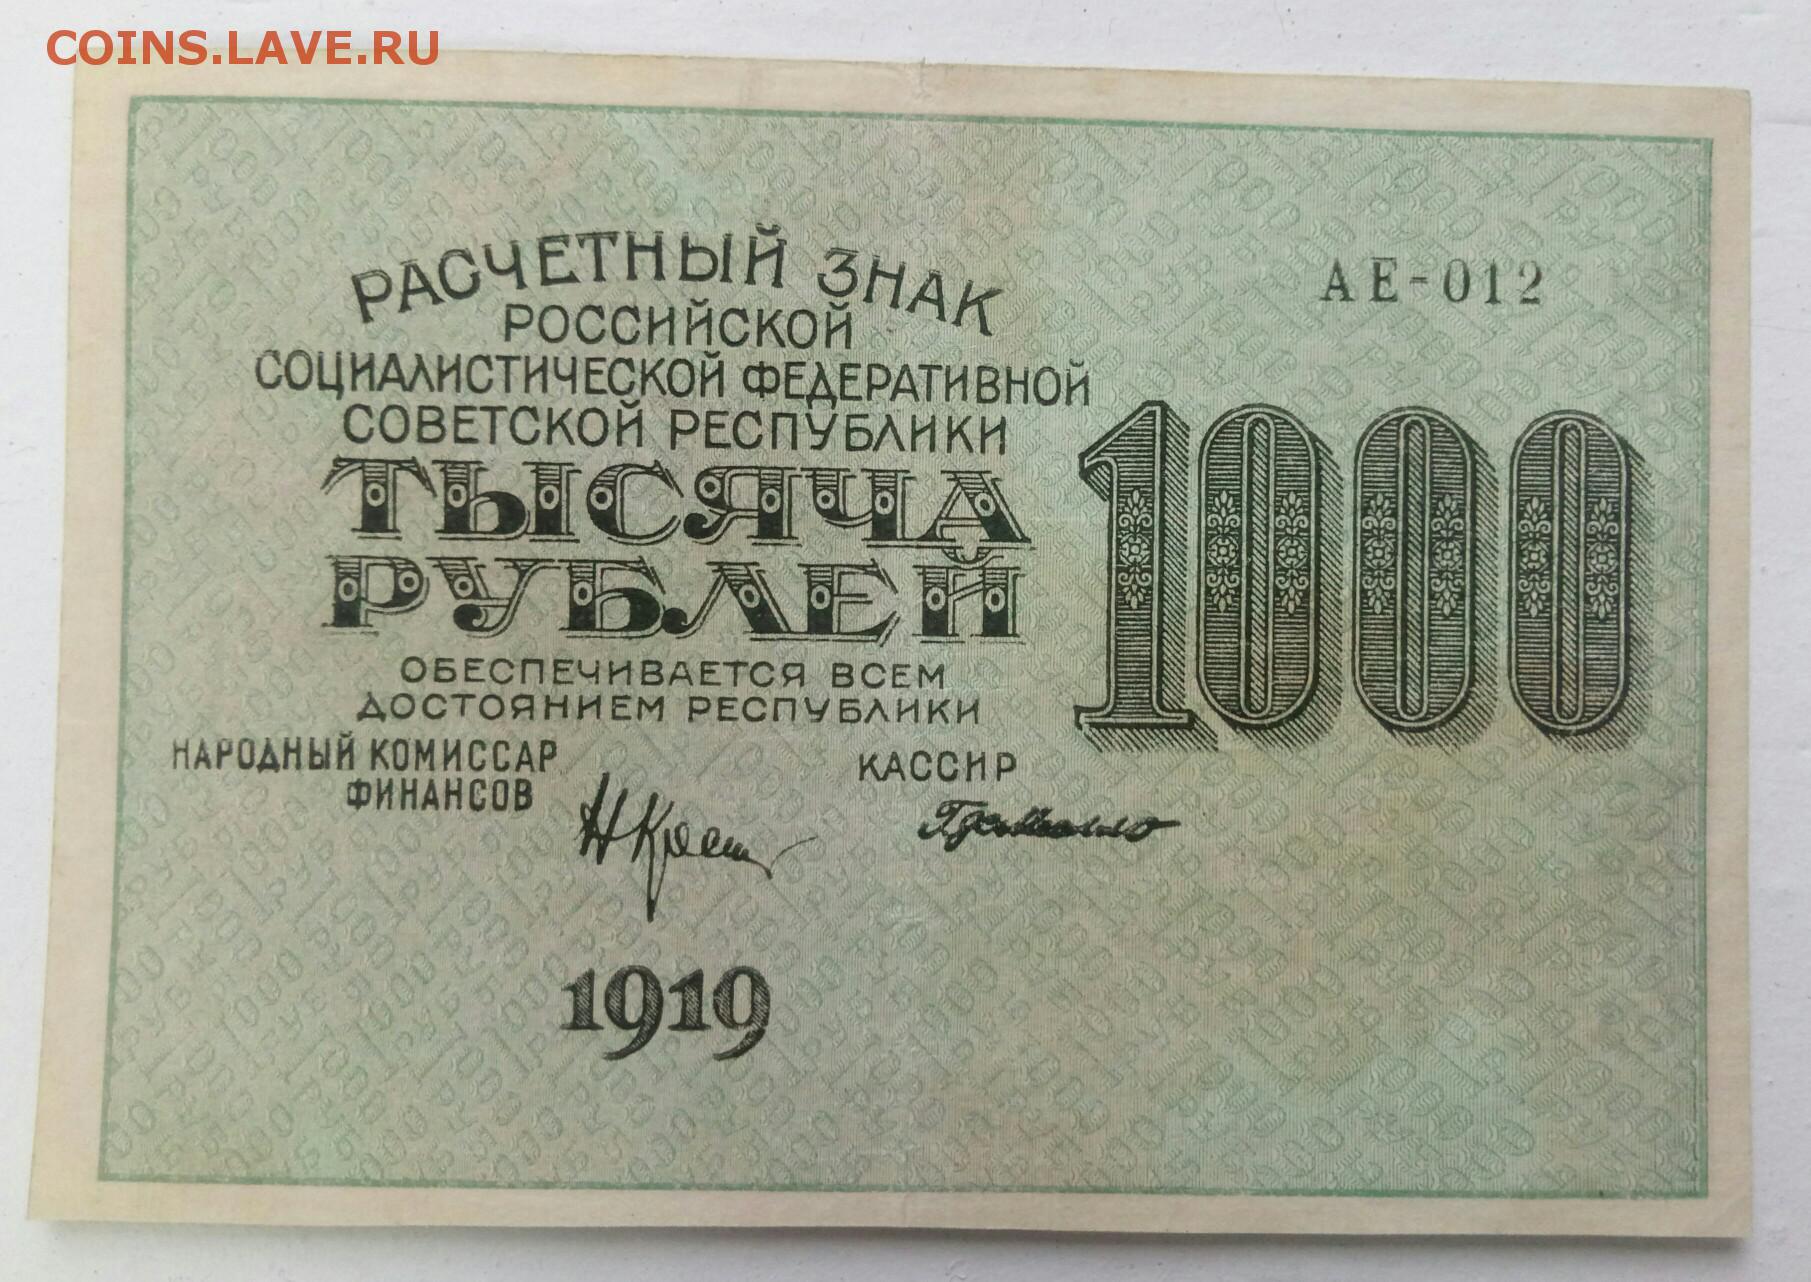 COINS.LAVE.RU
РАСЧЕТНЫЙ ЗНАК
РОССИЙСКОЙ
СОЦИАЛИСТИЧЕСКОЙ ФЕДЕРАТИВНОЙ
СОВЕТСКОЙ РЕСПУБЛИКИ
АЕ-012
ТЫСЯЧА
РУБЛЕЙ
1000
ОБЕСПЕЧИВАЕТСЯ ВСЕМ
ДОСТОЯНИЕМ РЕСПУБЛИКИ
НАРОДНЫЙ КОМИССАР
ФИНАНСОВ
КАССИР
1919